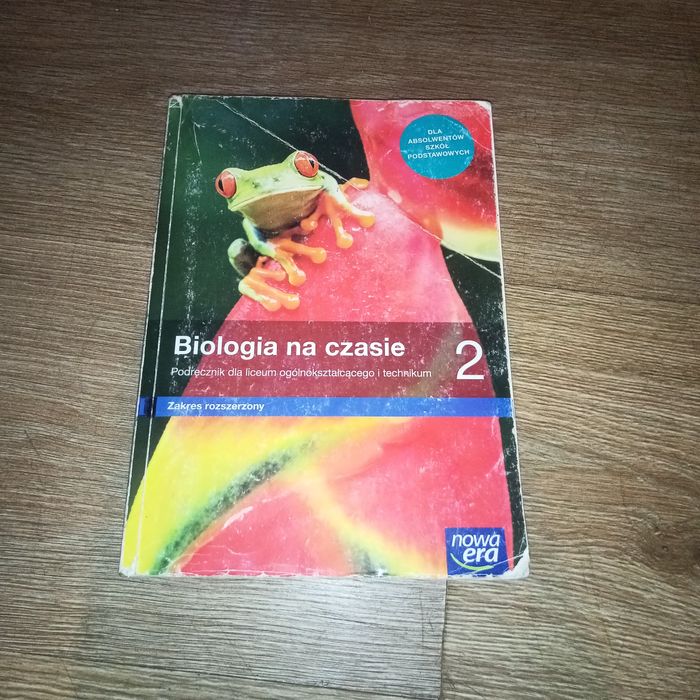 DLA
ABSOLWENTÓW
SZKÓŁ
PODSTAWOWYCH
Biologia na czasie 2
Podręcznik dla liceum ogólnokształcącego i technikum
Zakres rozszerzony
nowa
era